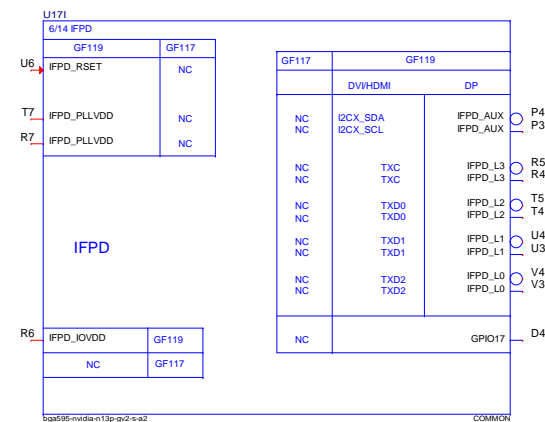 U17I
6/14 IFPD
GF119 GF117
U6 IFPD_RSET NC
T7 IFPD_PLLVDD NC
R7 IFPD_PLLVDD NC
IFPD
R6 IFPD_IOVDD GF119
NC GF117
GF117 GF119
DVI/HDMI DP
NC I2CX_SDA IFPD_AUX P4
NC I2CX_SCL IFPD_AUX P3
NC TXC IFPD_L3 R5
NC TXC IFPD_L3 R4
NC TXD0 IFPD_L2 T5
NC TXD0 IFPD_L2 T4
NC TXD1 IFPD_L1 U4
NC TXD1 IFPD_L1 U3
NC TXD2 IFPD_L0 V4
NC TXD2 IFPD_L0 V3
NC GPIO17 D4
bga595-nvidia-n13p-gv2-s-a2 COMMON